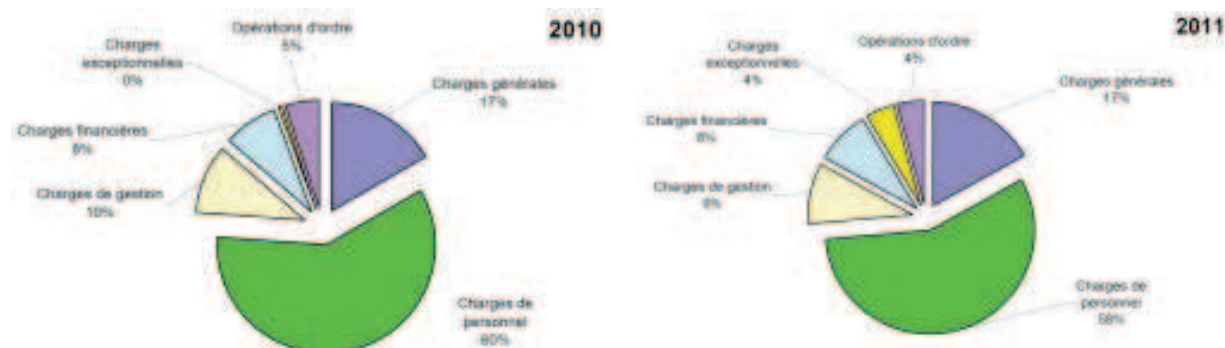 Opérations d'ordre
5%
2010
Charges
exceptionnelles
0%
Charges générales
17%
Charges financières
8%
Charges de gestion
10%
Charges de
personnel
60%
2011
Opérations d'ordre
4%
Charges
exceptionnelles
4%
Charges générales
17%
Charges financières
8%
Charges de gestion
Charges de
personnel
58%